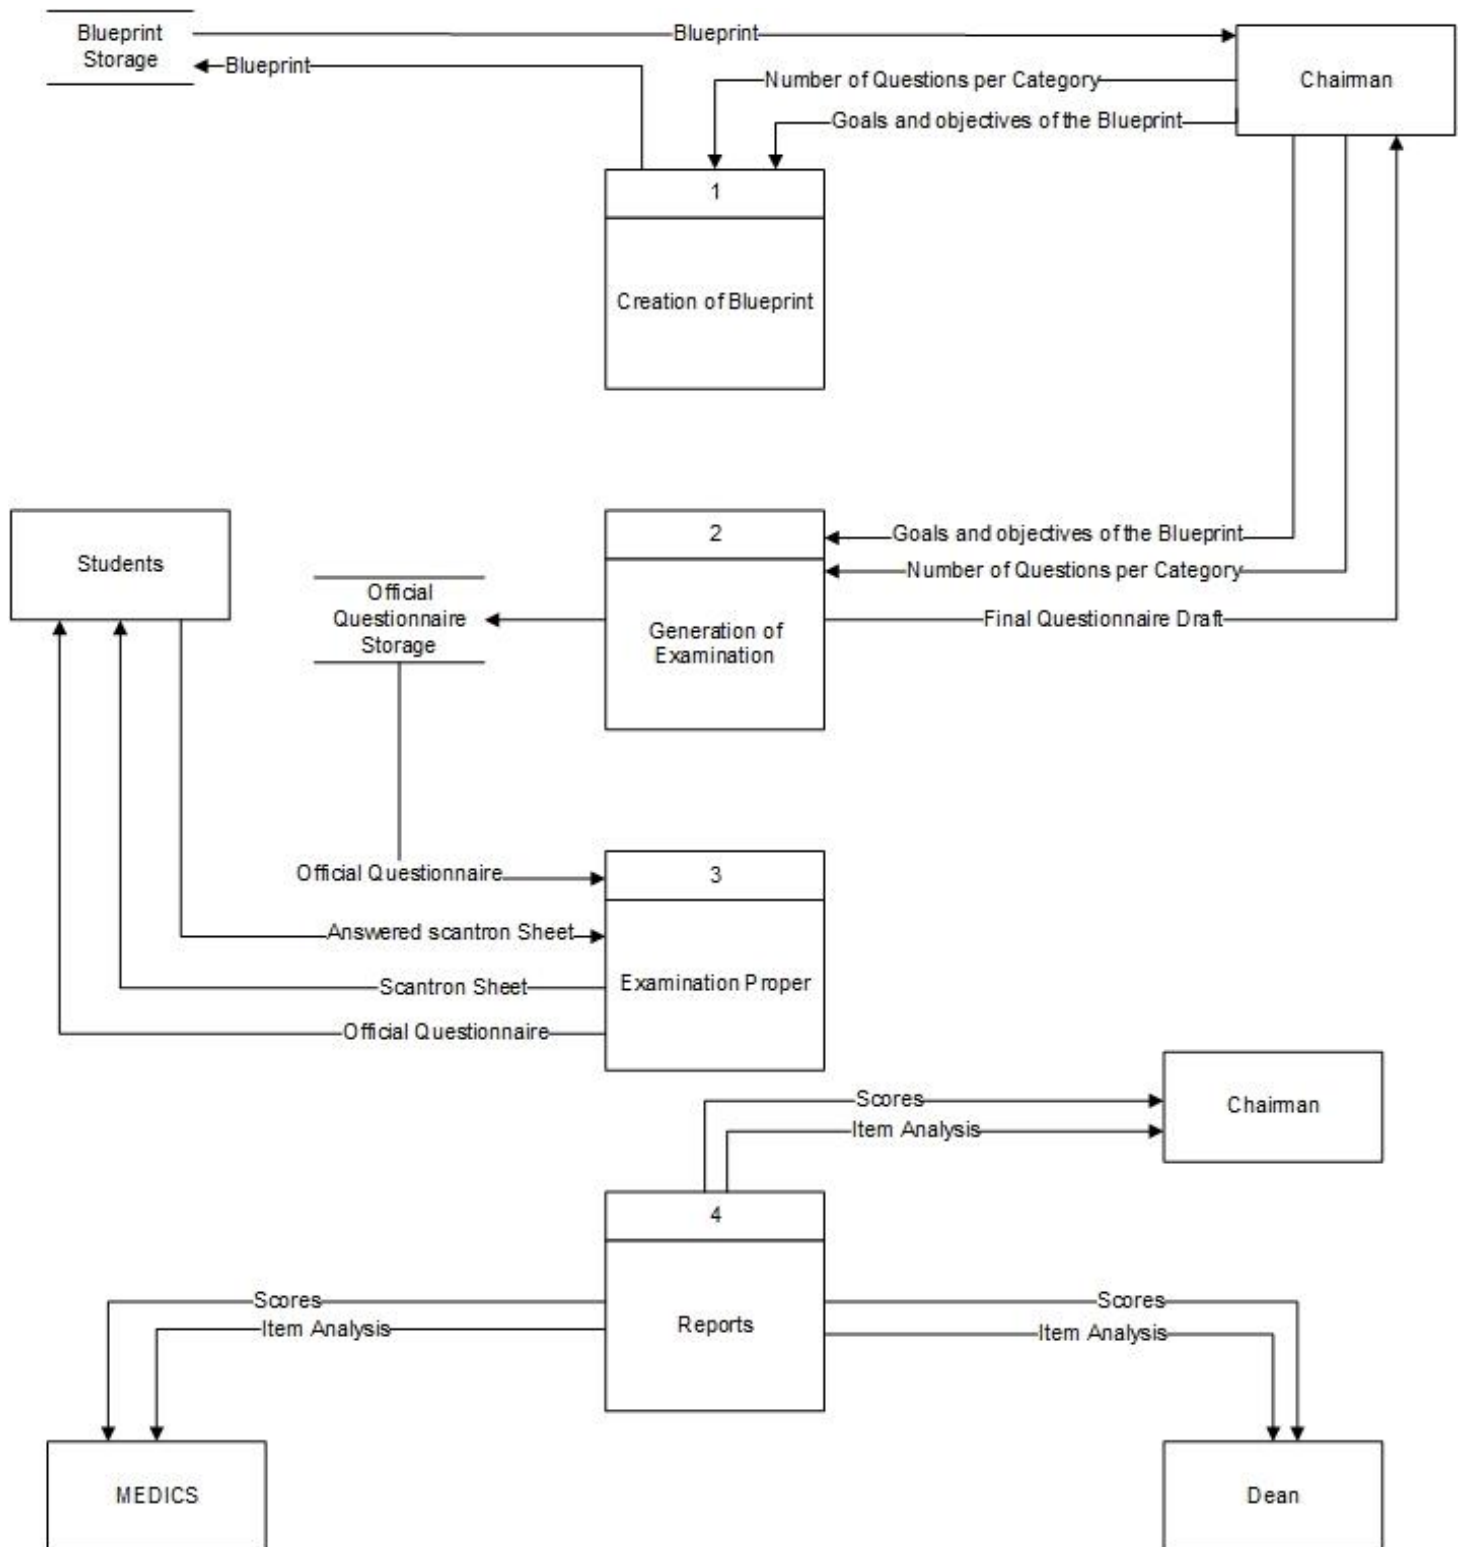 Blueprint
Storage
Blueprint
Blueprint
Number of Questions per Category
Chairman
Goals and objectives of the Blueprint
1
Creation of Blueprint
Students
2
Goals and objectives of the Blueprint
Number of Questions per Category
Official
Questionnaire
Storage
Final Questionnaire Draft
Generation of
Examination
Official Questionnaire
3
Answered scantron Sheet
Scantron Sheet
Examination Proper
Official Questionnaire
Scores
Item Analysis
Chairman
4
Scores
Item Analysis
Reports
Scores
Item Analysis
MEDICS
Dean